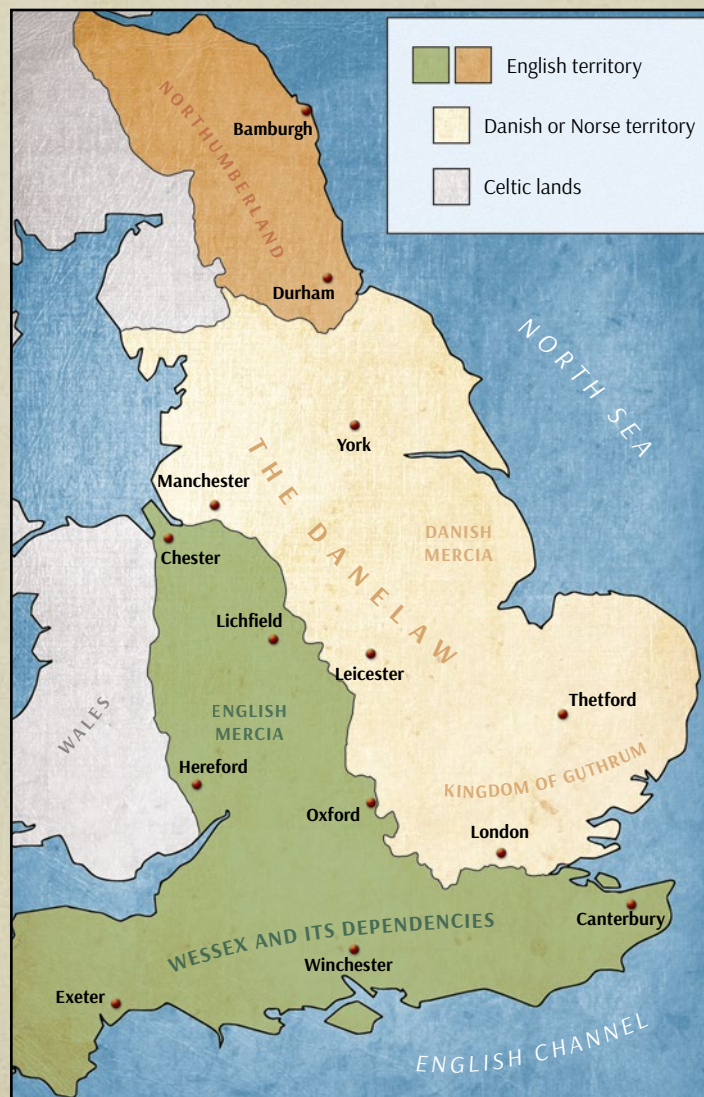 English territory
Danish or Norse territory
Celtic lands
NORTHUMBERLAND
Bamburgh
Durham
NORTH SEA
York
THE DANELAW
Manchester
DANISH
MERCIA
Chester
Lichfield
Leicester
Thetford
WALES
ENGLISH
MERCIA
Hereford
KINGDOM OF GUTHRUM
Oxford
London
Canterbury
WESSEX AND ITS DEPENDENCIES
Winchester
Exeter
ENGLISH CHANNEL